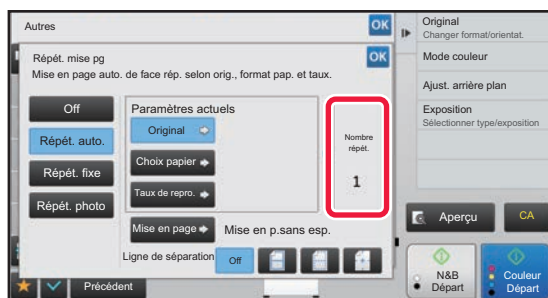 Autres
OK
Répét. mise pg
OK
Mise en page auto. de face rép. selon orig., format pap. et taux.
Off
Répét. auto.
Répét. fixe
Répét. photo
Paramètres actuels
Original
Choix papier
Taux de repro.
Mise en page
Mise en p.sans esp.
Ligne de séparation
Off
Nombre
répét.
1
Précédent
Original
Changer format/orientat.
Mode couleur
Ajust. arrière plan
Exposition
Sélectionner type/exposition
Aperçu
CA
N&B
Départ
Couleur
Départ